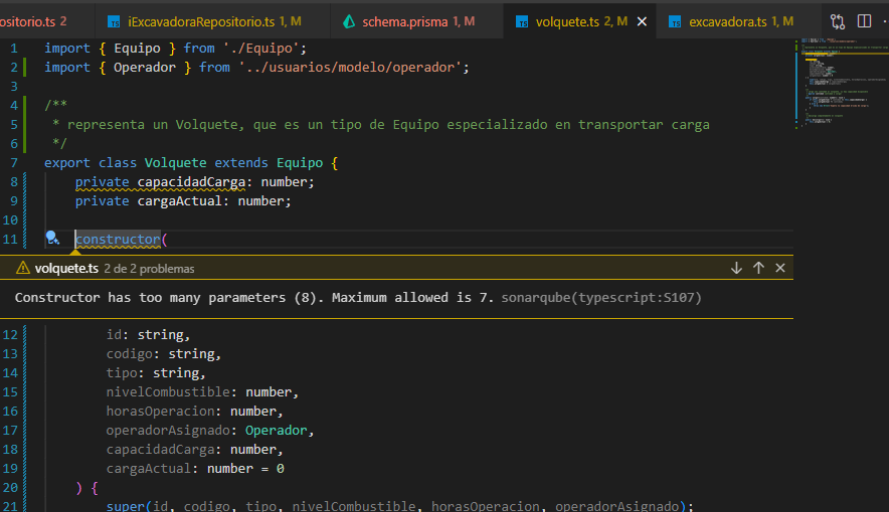 ositorio.ts 2
iExcavadoraRepositorio.ts 1, M
schema.prisma 1, M
volquete.ts 2, M
excavadora.ts 1, M
1 import { Equipo } from './Equipo';
2 import { Operador } from '../usuarios/modelo/operador';
3
4 /**
5 * representa un Volquete, que es un tipo de Equipo especializado en transportar carga
6 */
7 export class Volquete extends Equipo {
8 private capacidadCarga: number;
9 private cargaActual: number;
10
11 constructor(
volquete.ts 2 de 2 problemas
Constructor has too many parameters (8). Maximum allowed is 7. sonarqube(typescript:S107)
12 id: string,
13 codigo: string,
14 tipo: string,
15 nivelCombustible: number,
16 horasOperacion: number,
17 operadorAsignado: Operador,
18 capacidadCarga: number,
19 cargaActual: number = 0
20 ) {
21 super(id, codigo, tipo, nivelCombustible, horasOperacion, operadorAsignado);